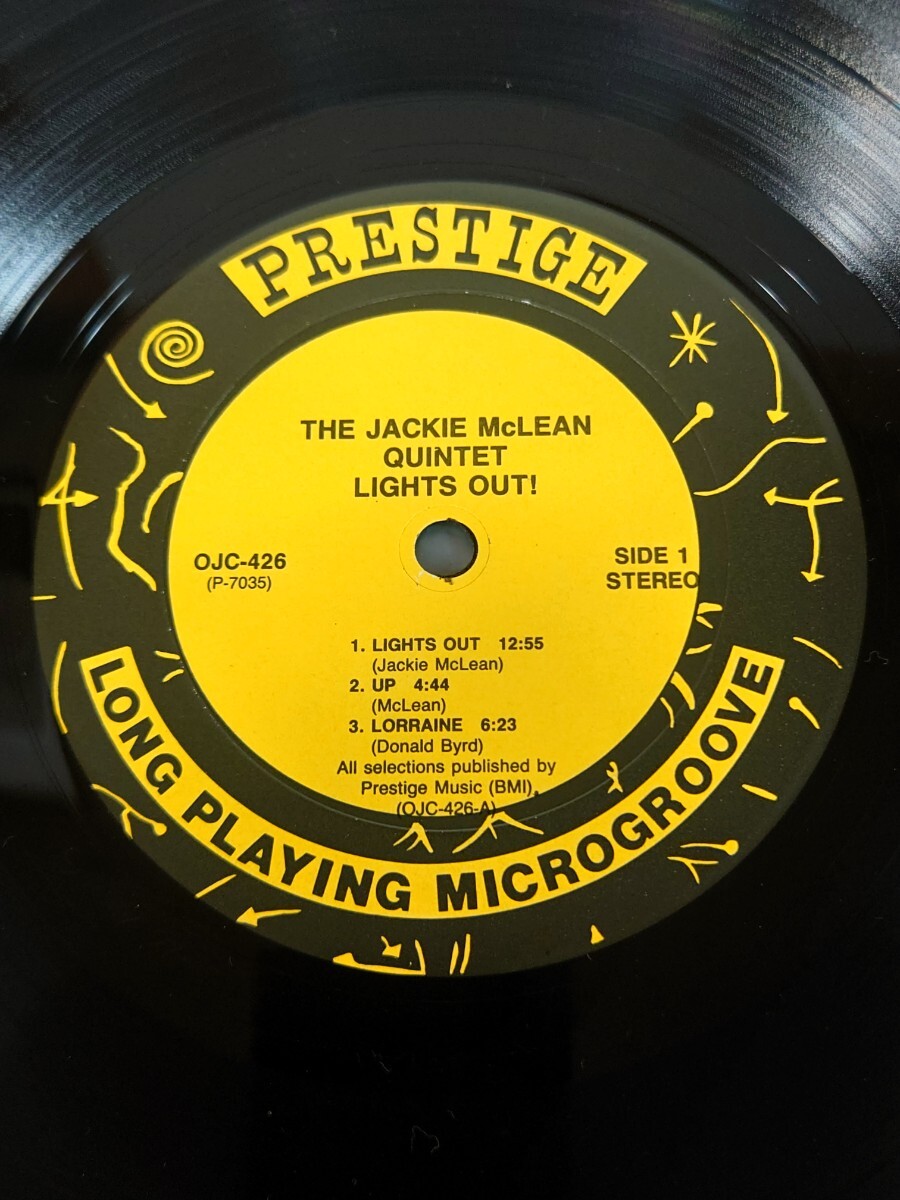 PRESTIGE
THE JACKIE McLEAN
QUINTET
LIGHTS OUT!
OJC-426
(P-7035)
SIDE 1
STEREO
1. LIGHTS OUT 12:55
(Jackie McLean)
2. UP 4:44
(McLean)
3. LORRAINE 6:23
(Donald Byrd)
All selections published by
Prestige Music (BMI).
(OJC-426-A)
LONG PLAYING MICROGROOVE